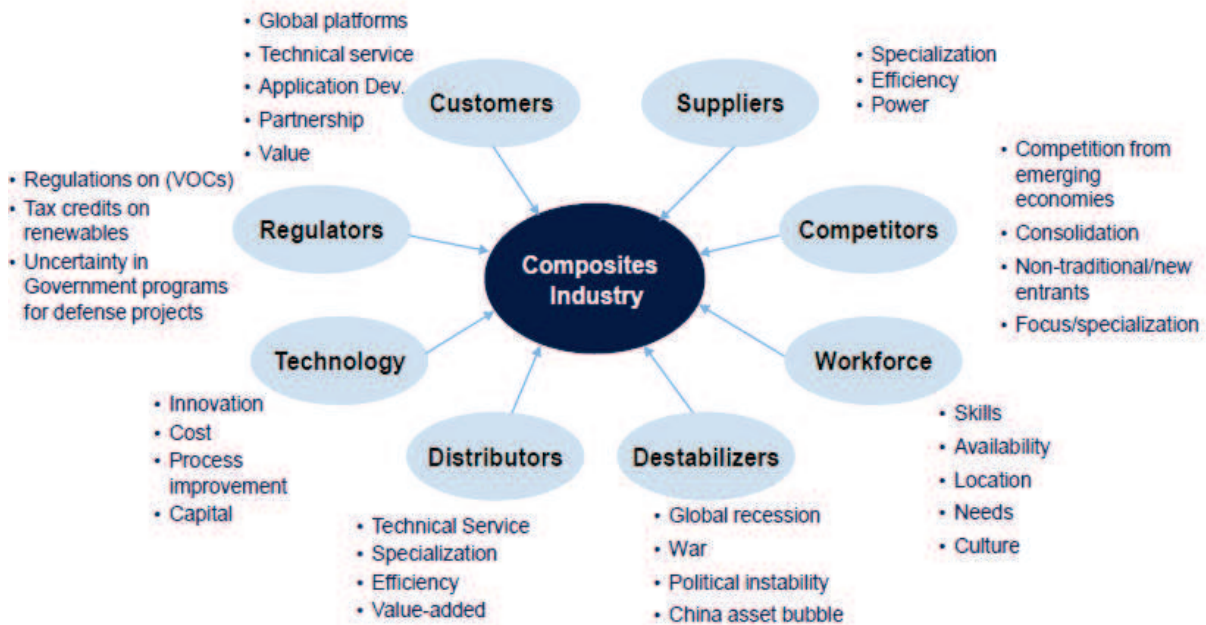 • Global platforms
• Technical service
• Application Dev.
• Partnership
• Value
Customers
Suppliers
• Specialization
• Efficiency
• Power
• Regulations on (VOCs)
• Tax credits on
renewables
• Uncertainty in
Government programs
for defense projects
Regulators
Composites
Industry
Competitors
• Competition from
emerging
economies
• Consolidation
• Non-traditional/new
entrants
• Focus/specialization
Technology
• Innovation
• Cost
• Process
improvement
• Capital
Distributors
• Technical Service
• Specialization
• Efficiency
• Value-added
Destabilizers
• Global recession
• War
• Political instability
• China asset bubble
Workforce
• Skills
• Availability
• Location
• Needs
• Culture